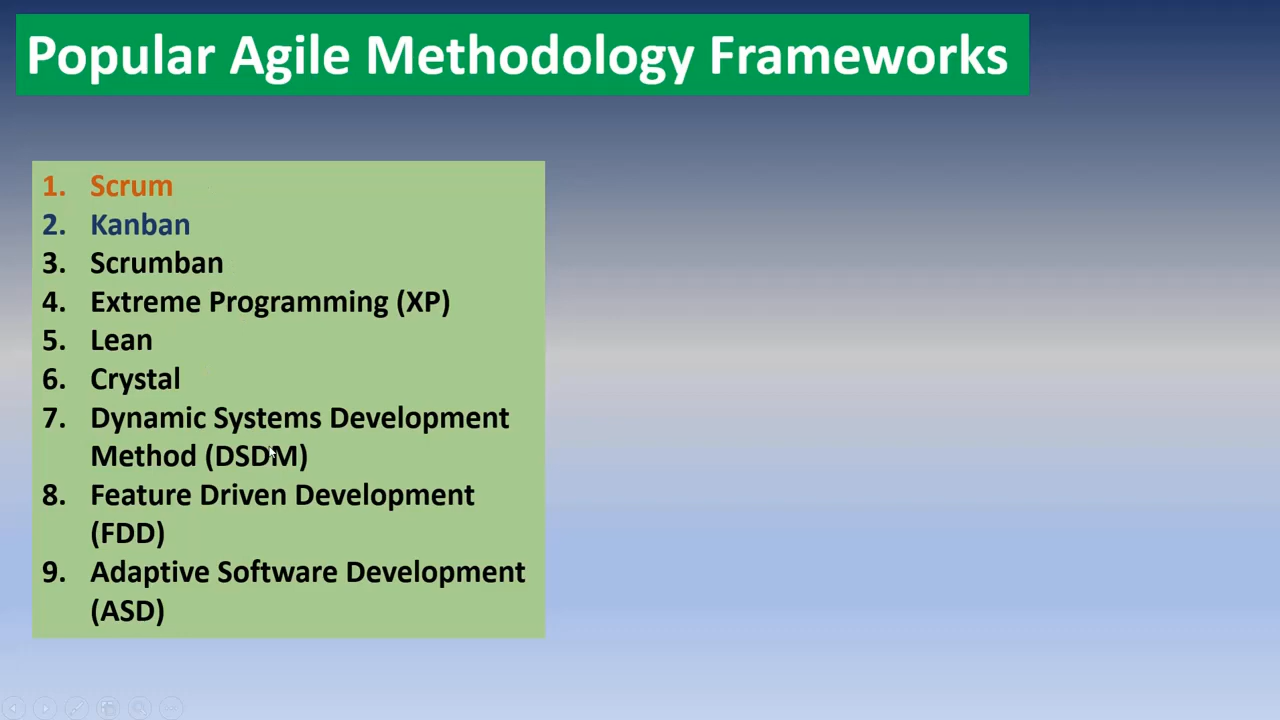 Popular Agile Methodology Frameworks
1. Scrum
2. Kanban
3. Scrumban
4. Extreme Programming (XP)
5. Lean
6. Crystal
7. Dynamic Systems Development
Method (DSDM)
8. Feature Driven Development
(FDD)
9. Adaptive Software Development
(ASD)